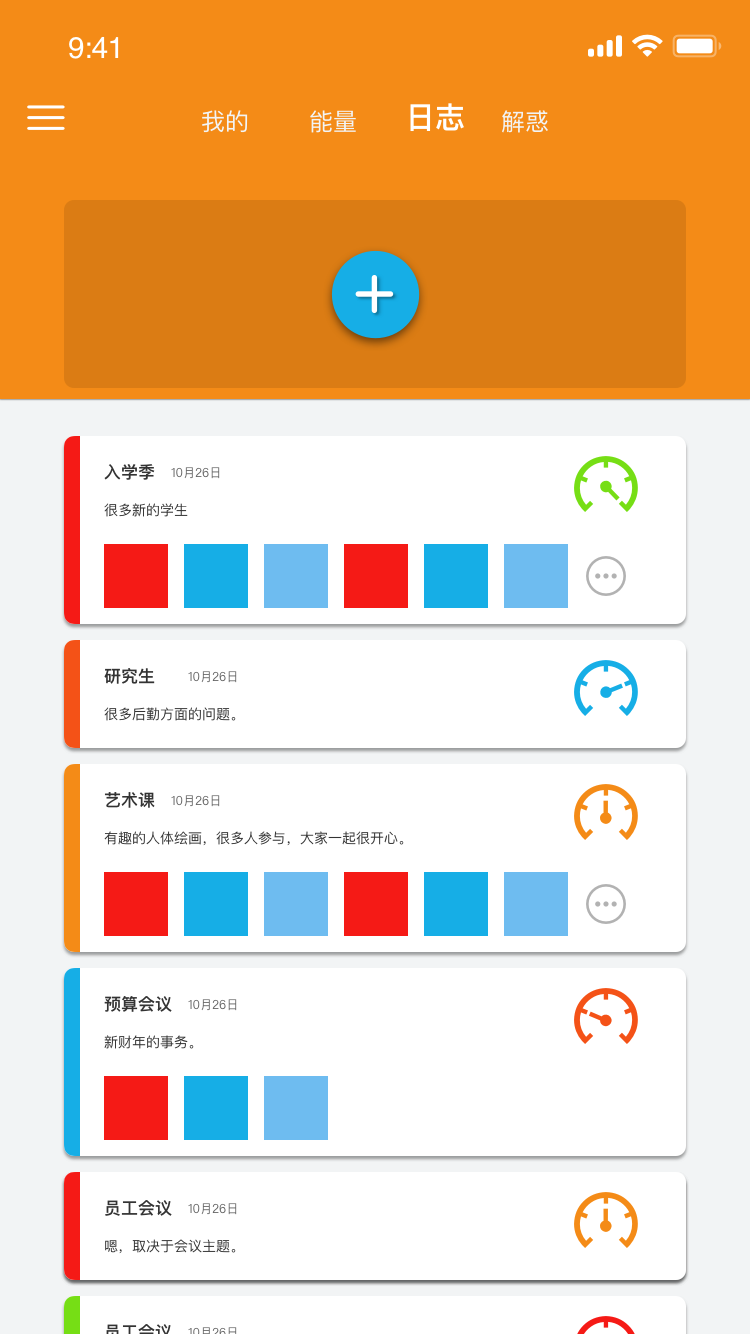 9:41
我的 能量 日志 解惑
入学季 10月26日
很多新的学生
研究生 10月26日
很多后勤方面的问题。
艺术课 10月26日
有趣的人体绘画，很多人参与，大家一起很开心。
预算会议 10月26日
新财年的事务。
员工会议 10月26日
嗯，取决于会议主题。
员工会议 10月26日